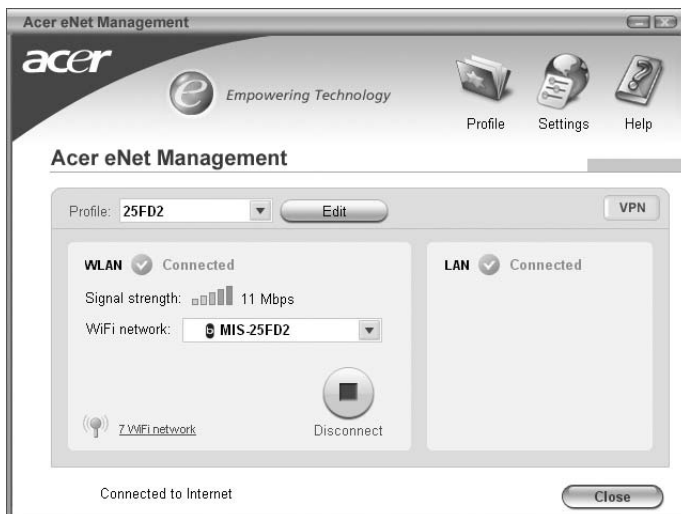 Acer eNet Management
acer
e Empowering Technology
Profile Settings Help
Acer eNet Management
Profile: 25FD2 Edit VPN
WLAN Connected
LAN Connected
Signal strength: 11 Mbps
WiFi network: b MIS-25FD2
7 WiFi network
Disconnect
Connected to Internet
Close